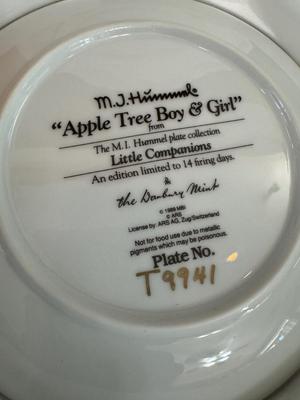 M.J.Hummel
"Apple Tree Boy & Girl"
from
The M.I. Hummel plate collection
Little Companions
An edition limited to 14 firing days.
&
the Danbury Mint
© 1989 MBI
© ARS
License by: ARS AG, Zug/Switzerland
Not for food use due to metallic
pigments which may be poisonous.
Plate No.
T9941